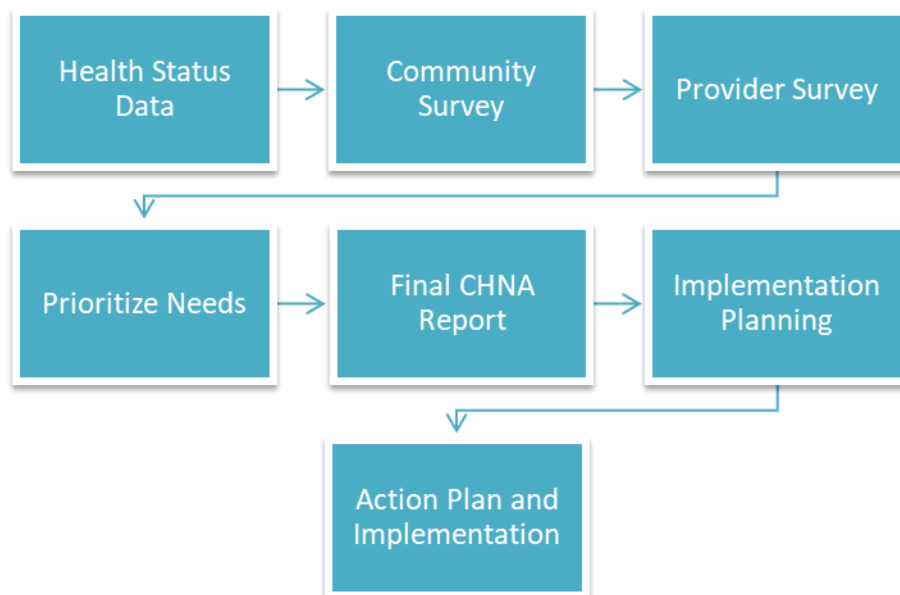 Health Status
Data
Community
Survey
Provider Survey
Prioritize Needs
Final CHNA
Report
Implementation
Planning
Action Plan and
Implementation